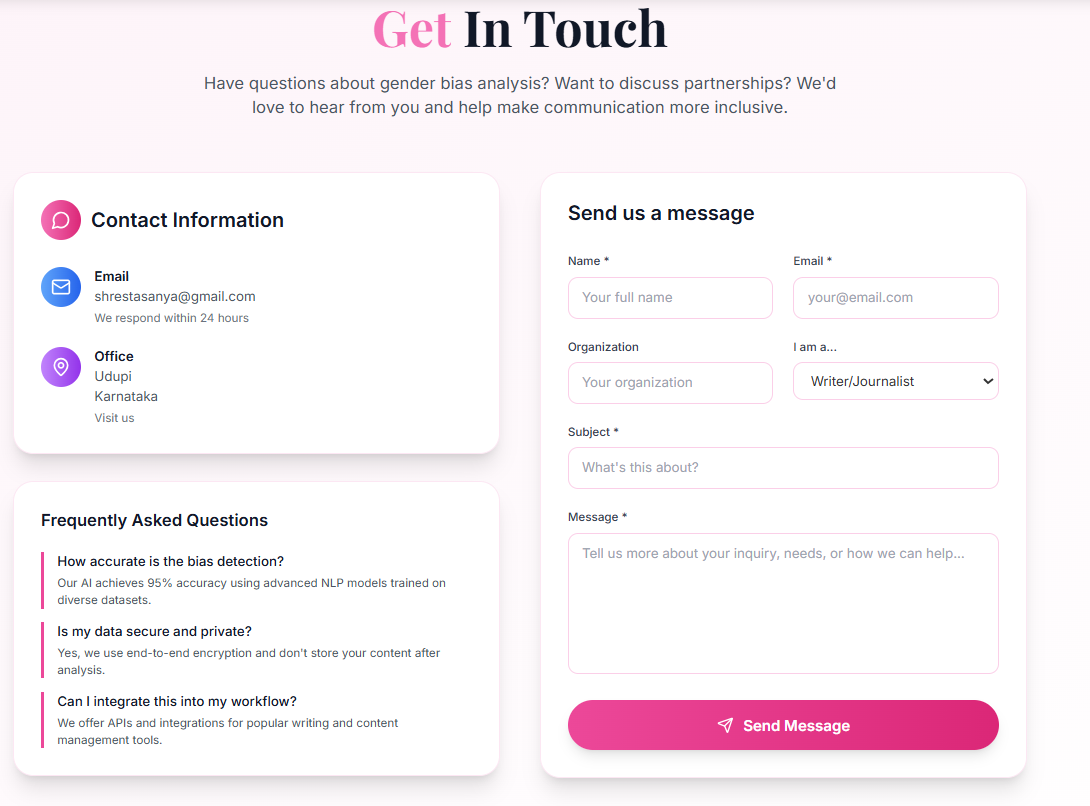 Get In Touch
Have questions about gender bias analysis? Want to discuss partnerships? We'd
love to hear from you and help make communication more inclusive.
Contact Information
Email
shrestasanya@gmail.com
We respond within 24 hours
Office
Udupi
Karnataka
Visit us
Frequently Asked Questions
How accurate is the bias detection?
Our AI achieves 95% accuracy using advanced NLP models trained on
diverse datasets.
Is my data secure and private?
Yes, we use end-to-end encryption and don't store your content after
analysis.
Can I integrate this into my workflow?
We offer APIs and integrations for popular writing and content
management tools.
Send us a message
Name *
Email *
Your full name
your@email.com
Organization
I am a...
Your organization
Writer/Journalist
Subject *
What's this about?
Message *
Tell us more about your inquiry, needs, or how we can help...
Send Message